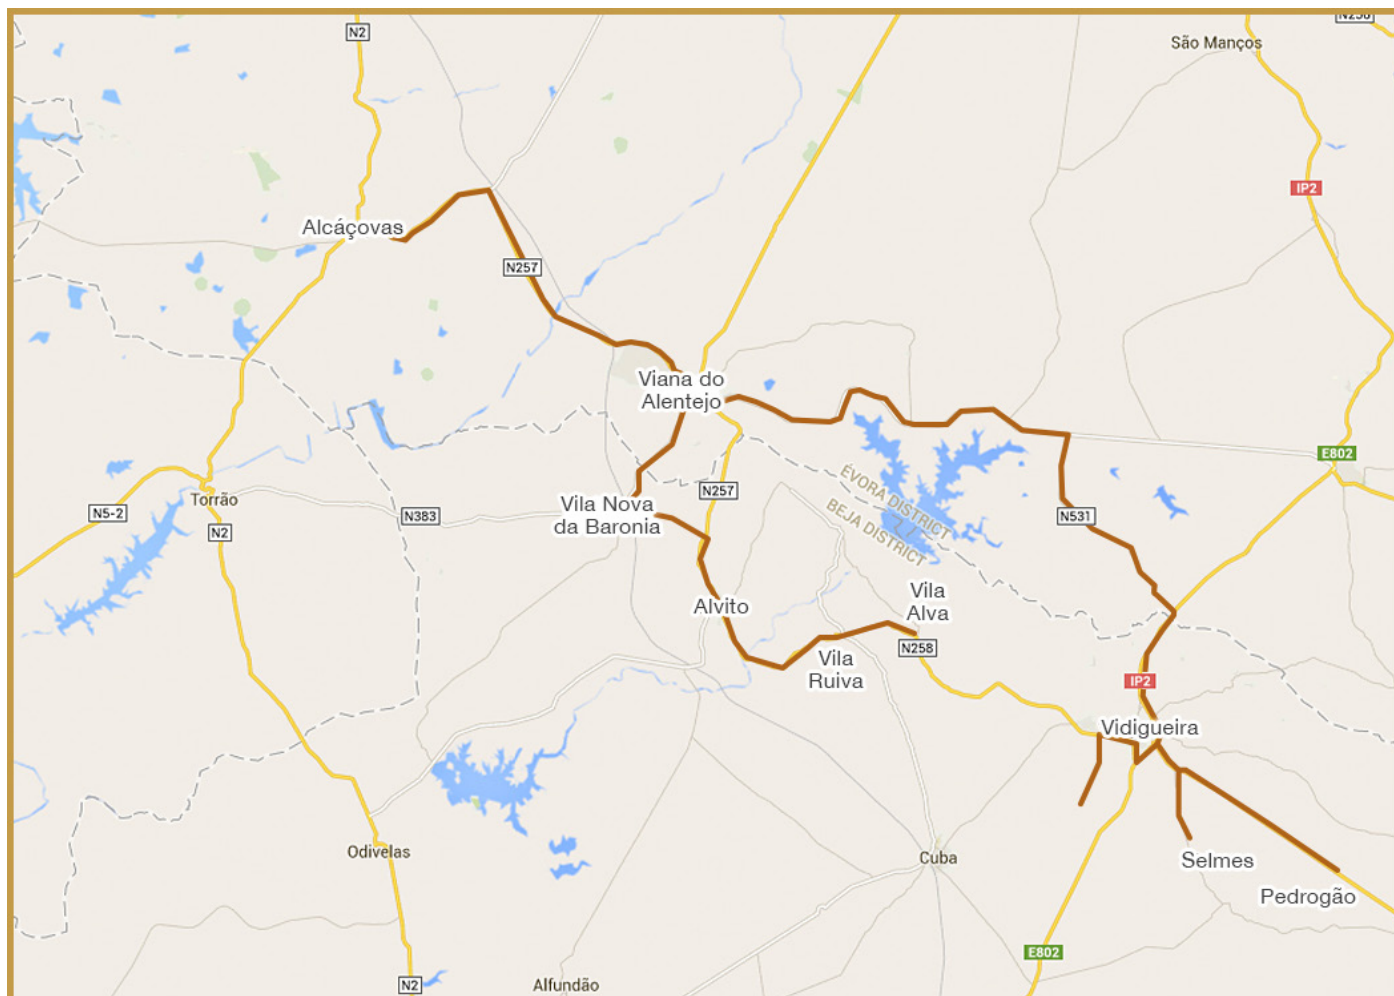 N256
N2
São Manços
IP2
Alcáçovas
N257
Viana do
Alentejo
E802
ÉVORA DISTRICT
BEJA DISTRICT
N257
Torrão
N5-2
N383
N2
Vila Nova
da Baronia
N531
Vila
Alva
Alvito
N258
Vila
Ruiva
IP2
Vidigueira
Odivelas
Cuba
Selmes
Pedrogão
E802
N2
Alfundão